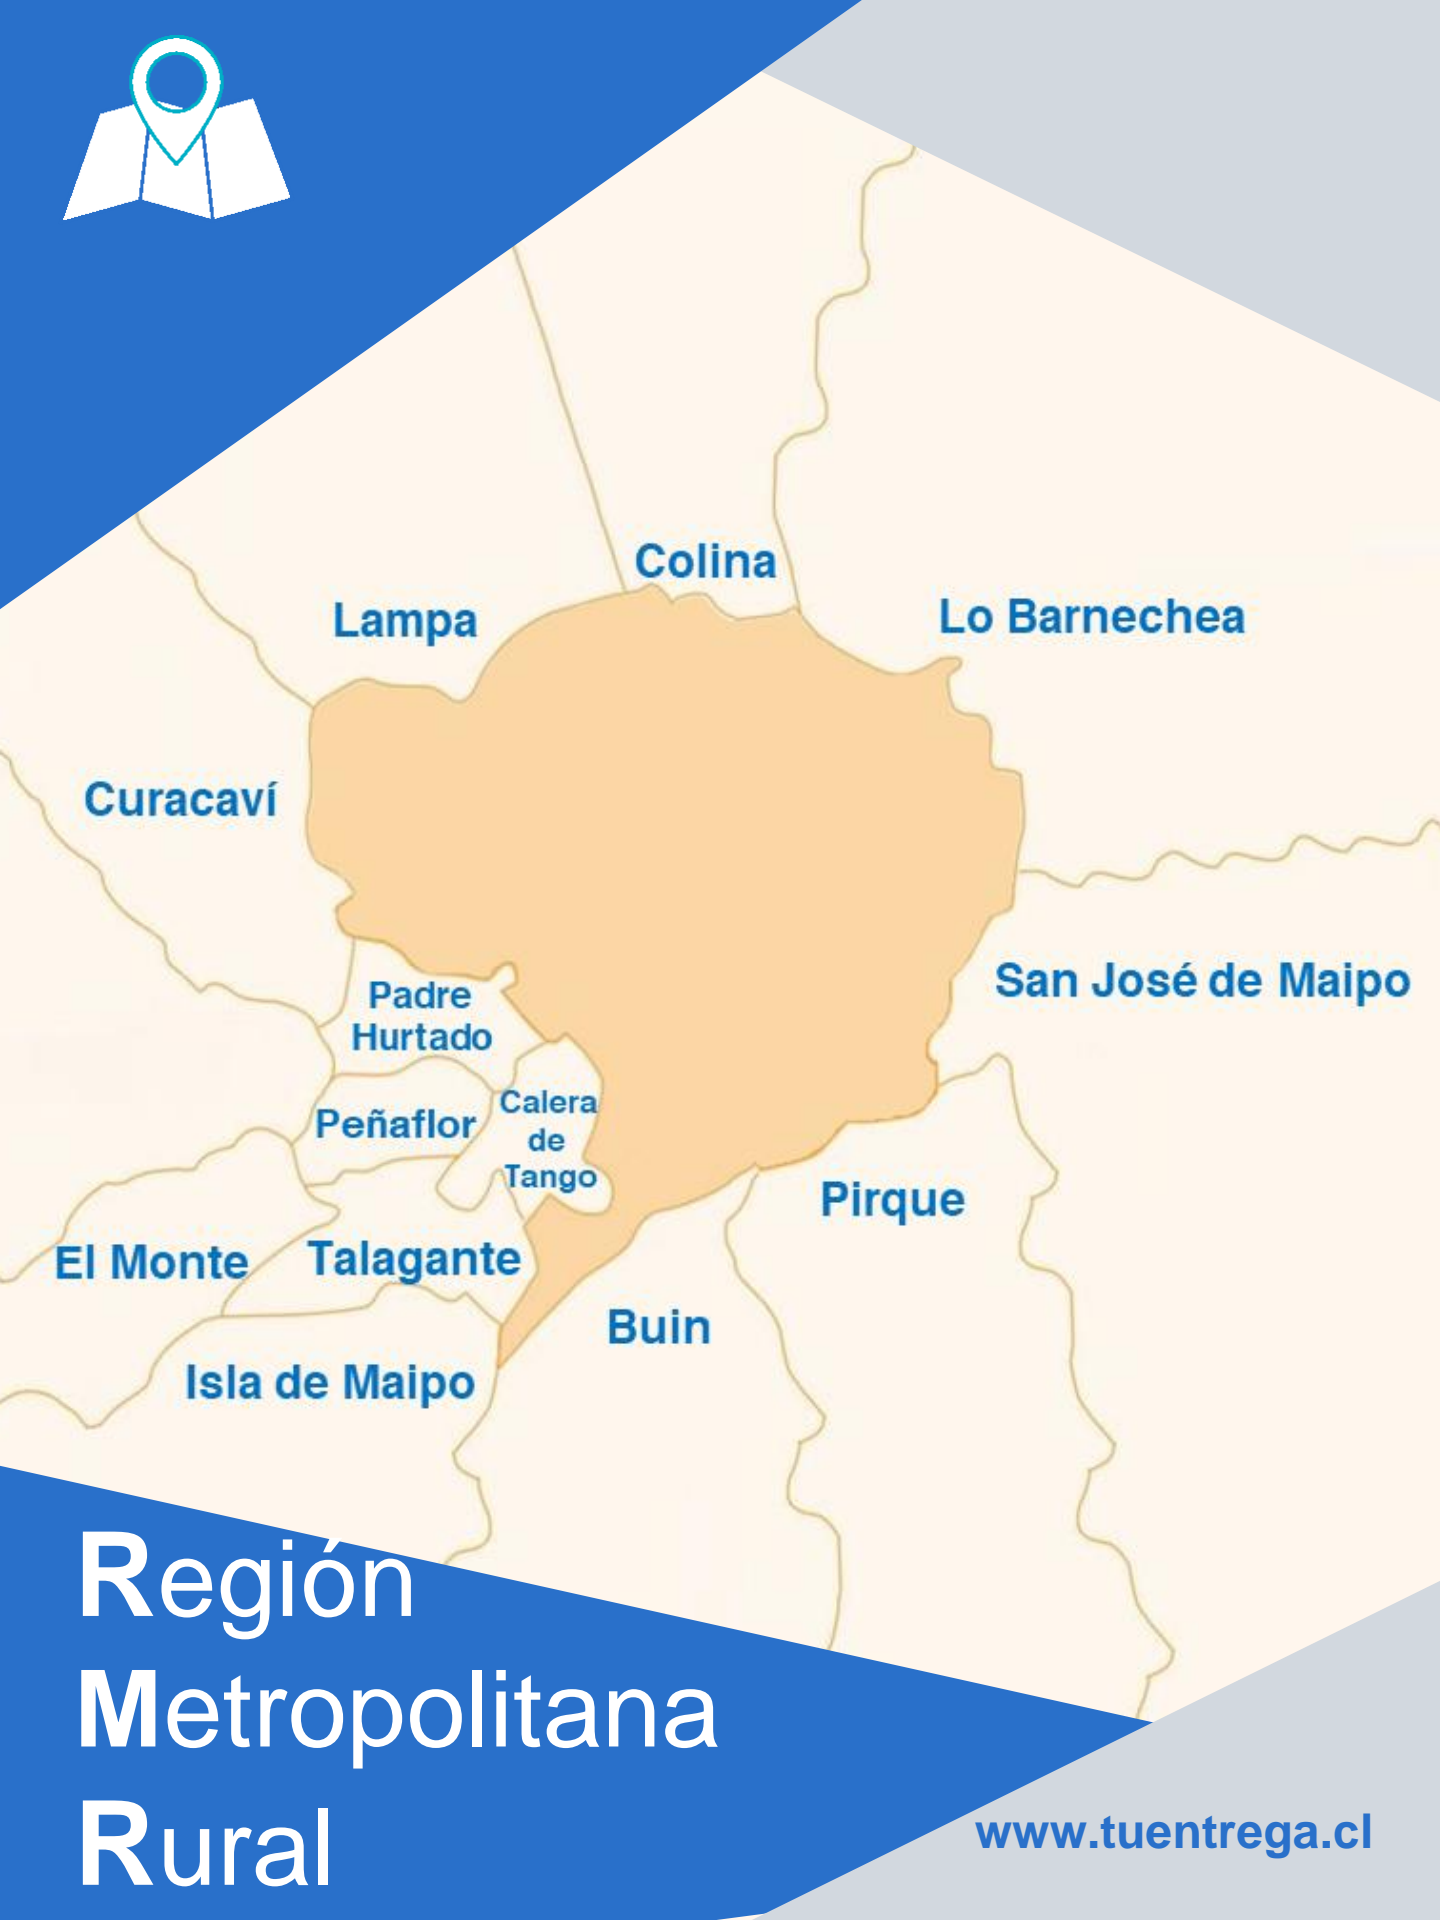 Colina
Lampa
Lo Barnechea
Curacaví
San José de Maipo
Padre
Hurtado
Calera
de
Tango
Peñaflor
Pirque
El Monte
Talagante
Buin
Isla de Maipo
Región
Metropolitana
Rural
www.tuentrega.cl